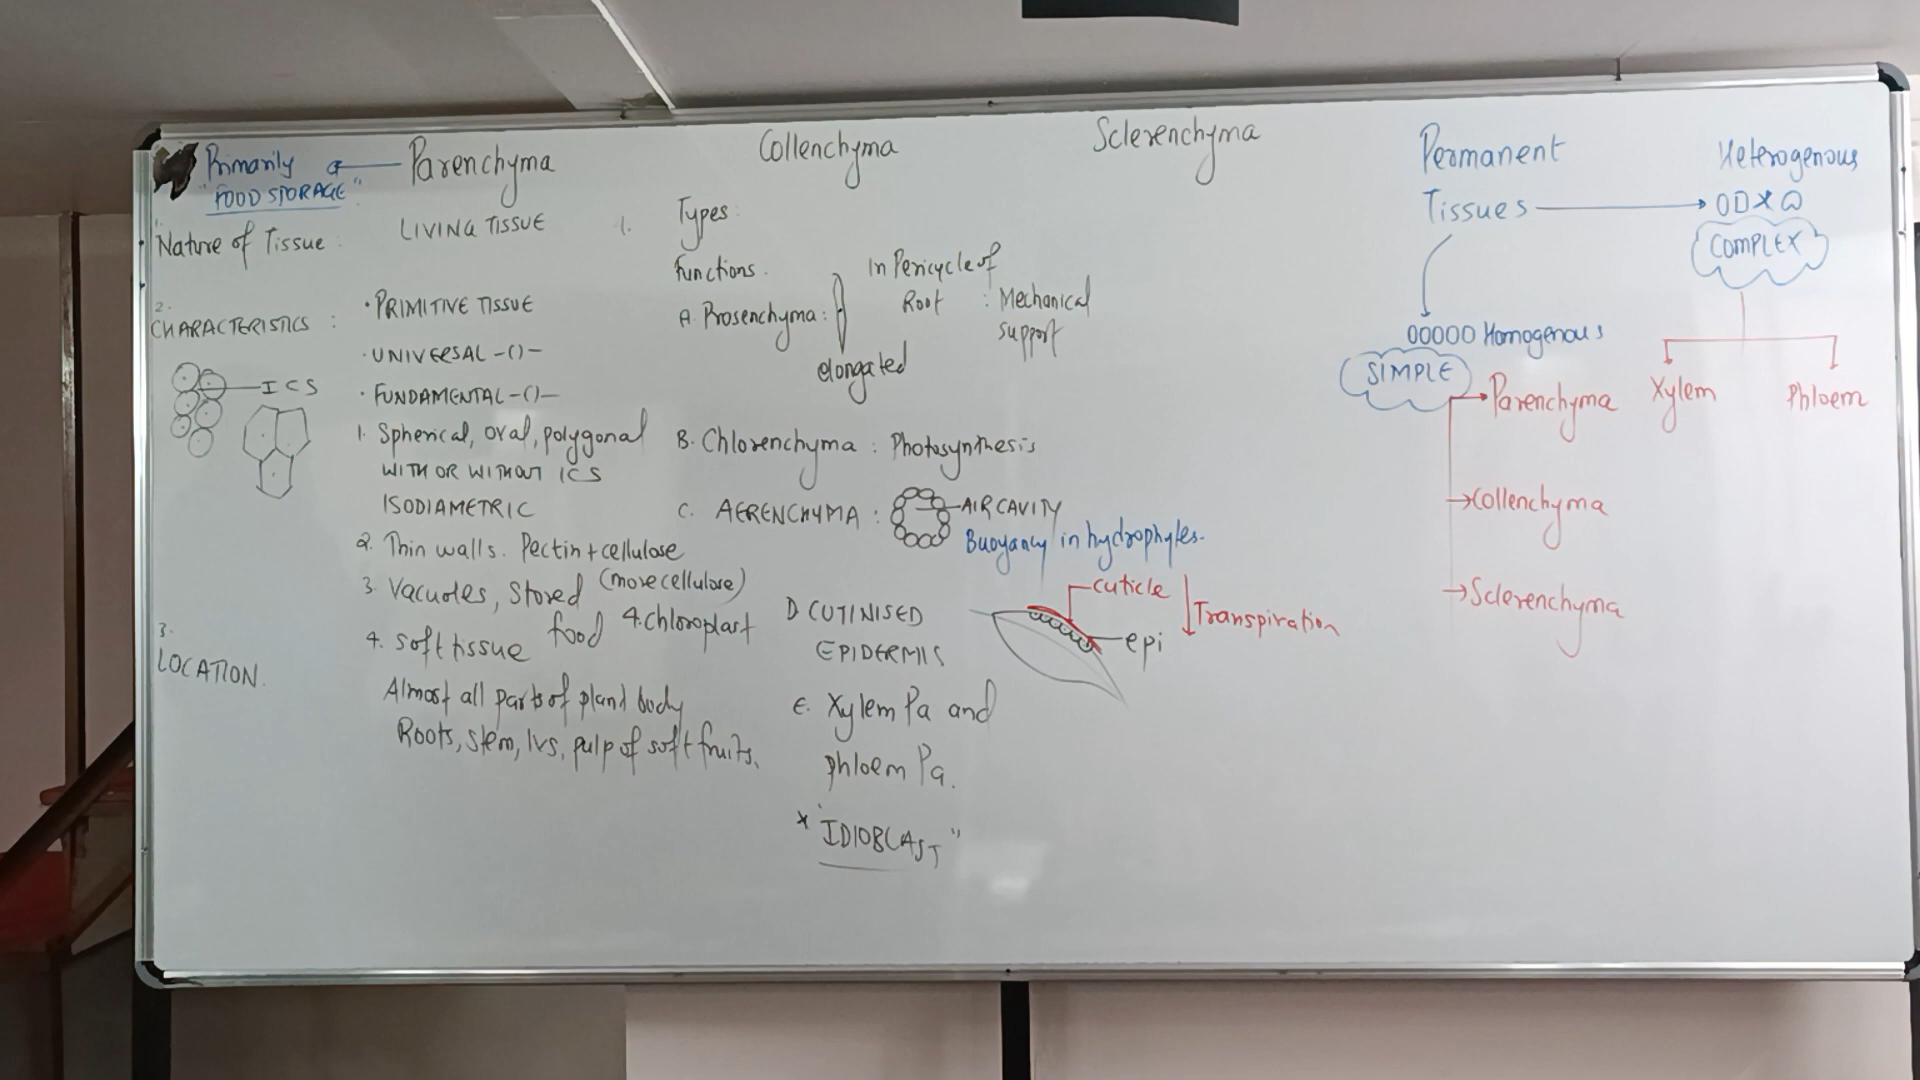 Primarily
"FOOD STORAGE"
Parenchyma
Collenchyma
Sclerenchyma
1.
Nature of Tissue :
LIVING TISSUE
2.
CHARACTERISTICS :
· PRIMITIVE TISSUE
· UNIVERSAL -()-
· FUNDAMENTAL -()-
ICS
1. Spherical, oval, polygonal
WITH OR WITHOUT ICS
ISODIAMETRIC
2. Thin walls. Pectin + cellulose
(more cellulose)
3. Vacuoles, Stored
food
4. chloroplast
4. soft tissue
3.
LOCATION.
Almost all parts of pland body
Roots, stem, lvs, pulp of soft fruits.
1.
Types :
Functions.
A. Prosenchyma :
elongated
In Pericycle of
Root : Mechanical
support
B. Chlorenchyma : Photosynthesis
C. AERENCHYMA :
AIR CAVITY
Buoyancy in hydrophytes.
D CUTINISED
EPIDERMIS
cuticle
epi
Transpiration
E. Xylem Pa and
phloem Pa.
* "IDIOBLAST"
Permanent
Tissues
Heterogenous
COMPLEX
Xylem
Phloem
Homogenous
SIMPLE
Parenchyma
Collenchyma
Sclerenchyma